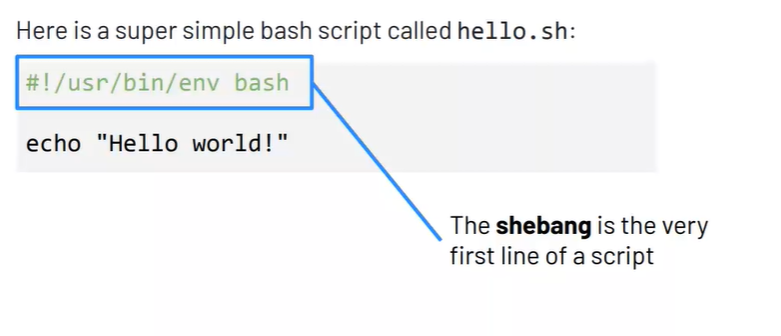 Here is a super simple bash script called hello.sh:
#!/usr/bin/env bash
echo "Hello world!"
The shebang is the very
first line of a script